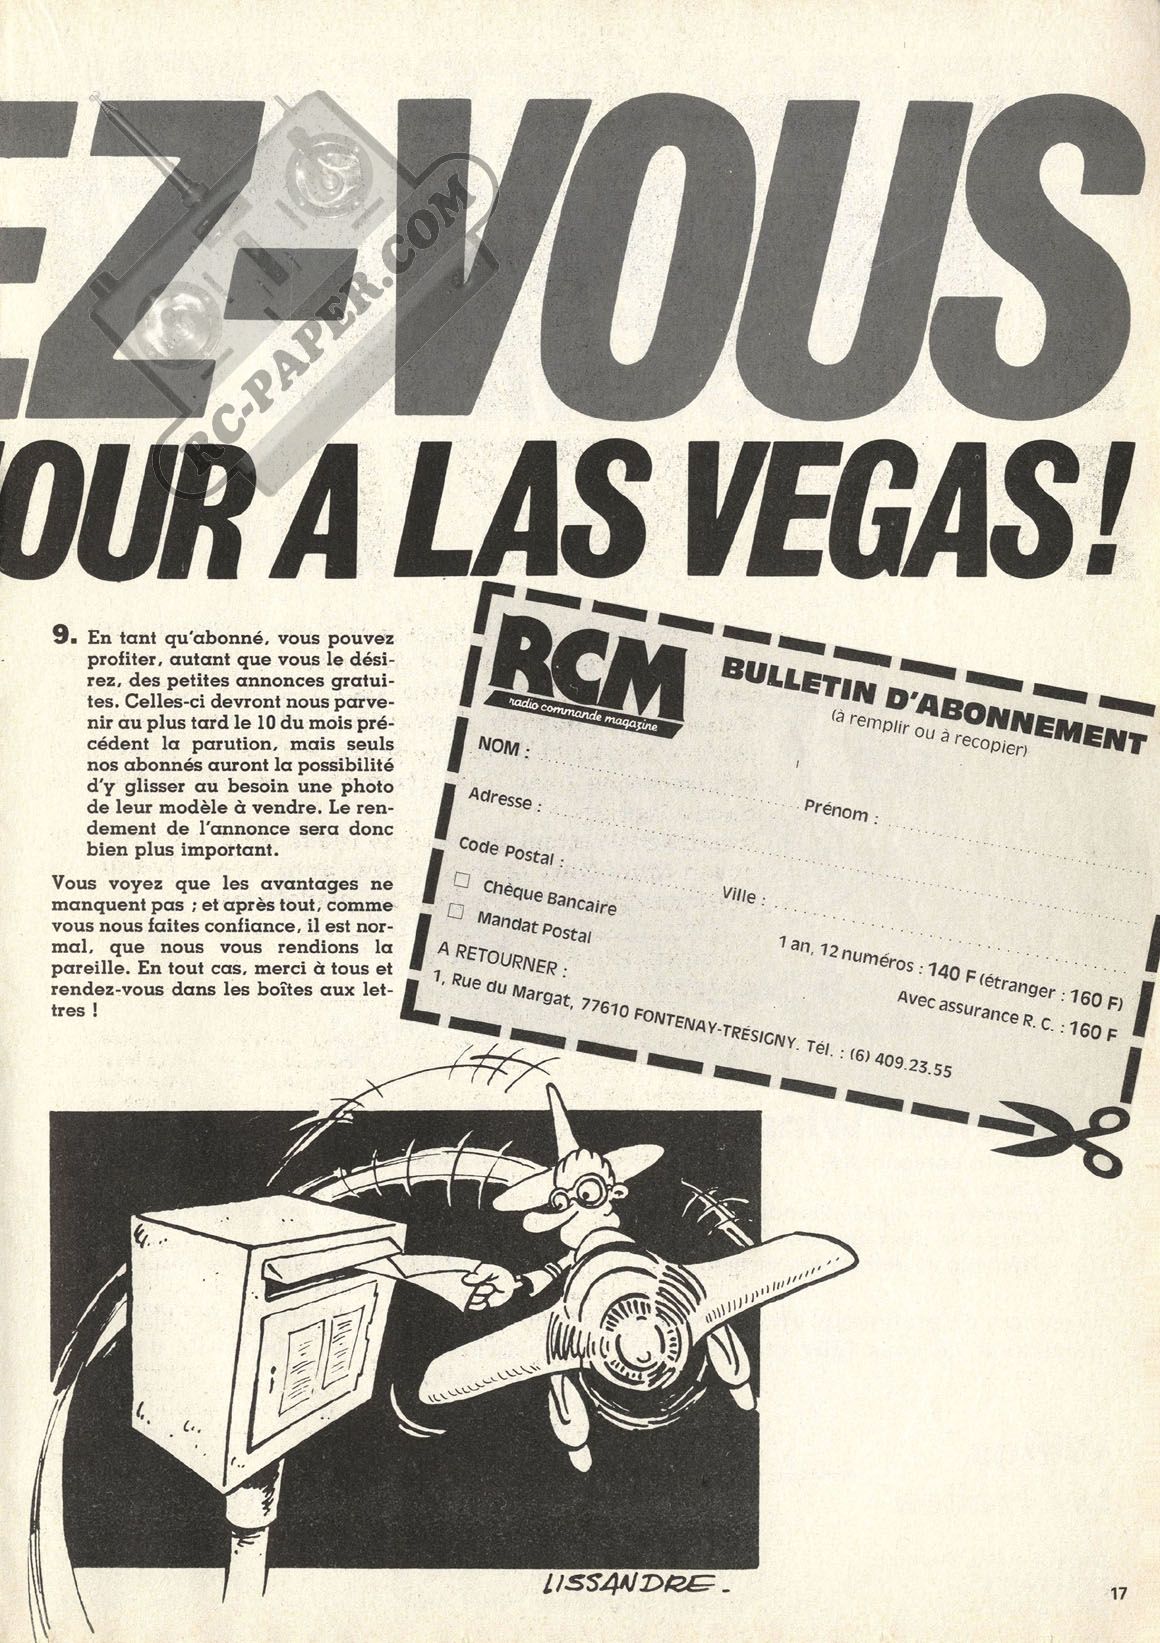 EZ-VOUS
OUR A LAS VEGAS!
RC-PAPER.COM
9. En tant qu'abonné, vous pouvez
profiter, autant que vous le dési-
rez, des petites annonces gratui-
tes. Celles-ci devront nous parve-
nir au plus tard le 10 du mois pré-
cédent la parution, mais seuls
nos abonnés auront la possibilité
d'y glisser au besoin une photo
de leur modèle à vendre. Le ren-
dement de l'annonce sera donc
bien plus important.
Vous voyez que les avantages ne
manquent pas ; et après tout, comme
vous nous faites confiance, il est nor-
mal, que nous vous rendions la
pareille. En tout cas, merci à tous et
rendez-vous dans les boîtes aux let-
tres !
RCM
radio commande magazine
BULLETIN D'ABONNEMENT
(à remplir ou à recopier)
NOM : Prénom :
Adresse :
Code Postal : Ville :
Chèque Bancaire
Mandat Postal
1 an, 12 numéros : 140 F (étranger : 160 F)
Avec assurance R. C. : 160 F
A RETOURNER :
1, Rue du Margat, 77610 FONTENAY-TRÉSIGNY. Tél. : (6) 409.23.55
LISSANDRE.
17